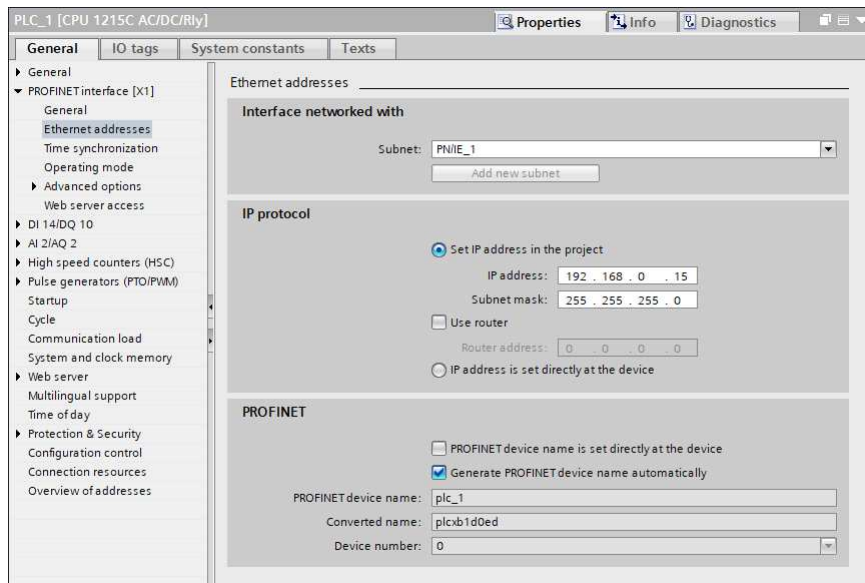 PLC_1 [CPU 1215C AC/DC/Rly]
Properties
Info
Diagnostics
General
IO tags
System constants
Texts
General
PROFINET interface [X1]
General
Ethernet addresses
Time synchronization
Operating mode
Advanced options
Web server access
DI 14/DQ 10
AI 2/AQ 2
High speed counters (HSC)
Pulse generators (PTO/PWM)
Startup
Cycle
Communication load
System and clock memory
Web server
Multilingual support
Time of day
Protection & Security
Configuration control
Connection resources
Overview of addresses
Ethernet addresses
Interface networked with
Subnet: PN/IE_1
Add new subnet
IP protocol
Set IP address in the project
IP address: 192 . 168 . 0 . 15
Subnet mask: 255 . 255 . 255 . 0
Use router
Router address: 0 . 0 . 0 . 0
IP address is set directly at the device
PROFINET
PROFINET device name is set directly at the device
Generate PROFINET device name automatically
PROFINET device name: plc_1
Converted name: plcxb1d0ed
Device number: 0